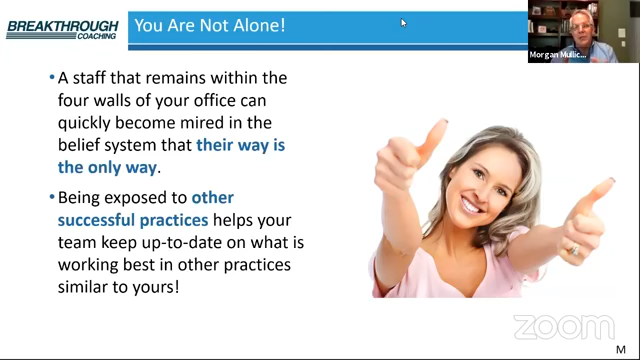 BREAKTHROUGH
COACHING
You Are Not Alone!
Morgan Mullic...
•A staff that remains within the
four walls of your office can
quickly become mired in the
belief system that their way is
the only way.
•Being exposed to other
successful practices helps your
team keep up-to-date on what is
working best in other practices
similar to yours!
zoom
M